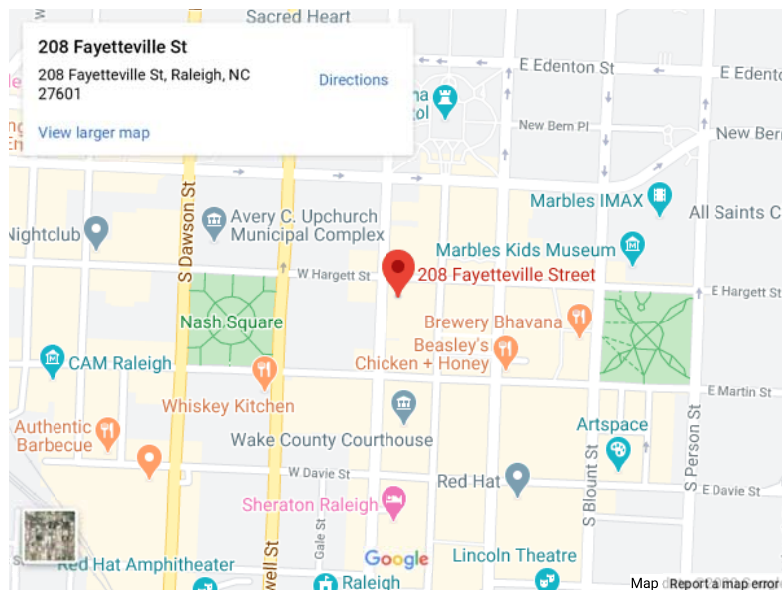 Sacred Heart
208 Fayetteville St
208 Fayetteville St, Raleigh, NC
27601
Directions
View larger map
E Edenton St
E Edento
New Bern Pl
New Bern
S Dawson St
Marbles IMAX
All Saints C
Nightclub
Avery C. Upchurch
Municipal Complex
Marbles Kids Museum
W Hargett St
208 Fayetteville Street
E Hargett St
Nash Square
Brewery Bhavana
Beasley's
Chicken + Honey
CAM Raleigh
E Martin St
Whiskey Kitchen
Authentic
Barbecue
Wake County Courthouse
Artspace
S Blount St
S Person St
W Davie St
Red Hat
E Davie St
Sheraton Raleigh
Gale St
well St
Google
Red Hat Amphitheater
Lincoln Theatre
Raleigh
Map
Report a map error